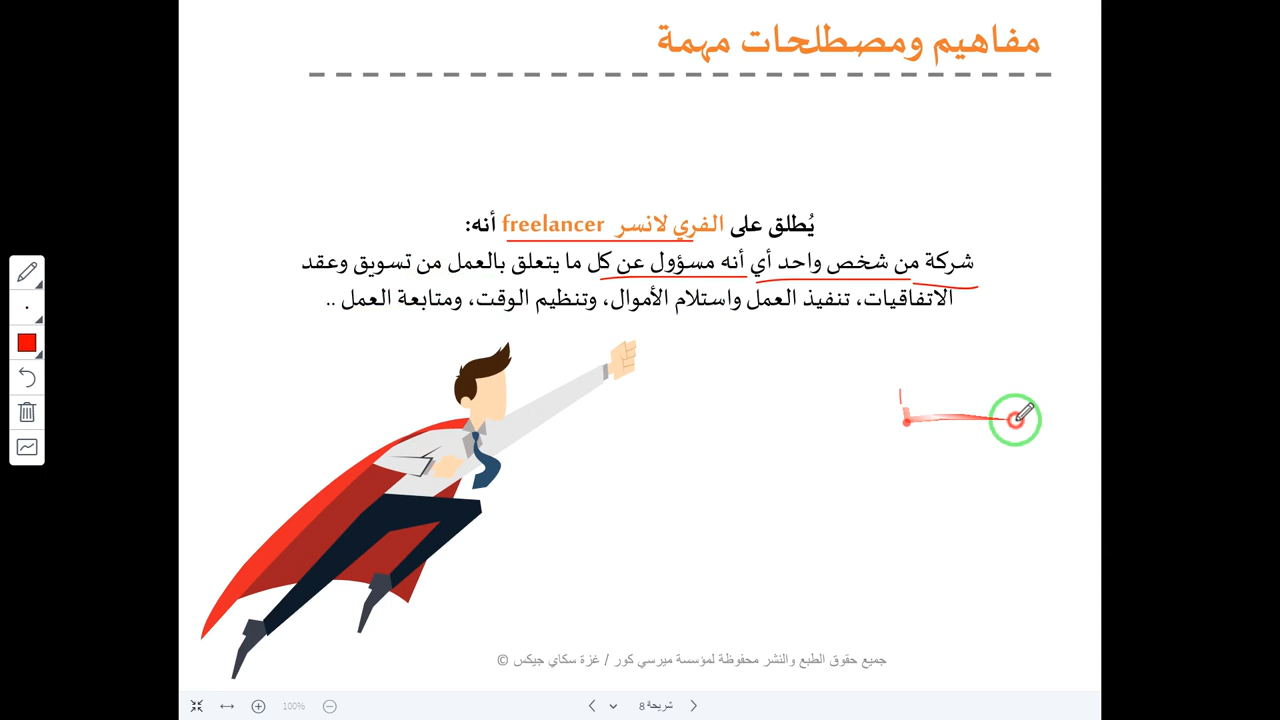 مفاهيم ومصطلحات مهمة
يُطلق على الفري لانسر freelancer أنه:
شركة من شخص واحد أي أنه مسؤول عن كل ما يتعلق بالعمل من تسويق وعقد
الاتفاقيات، تنفيذ العمل واستلام الأموال، وتنظيم الوقت، ومتابعة العمل ..
جميع حقوق الطبع والنشر محفوظة لمؤسسة ميرسي كور / غزة سكاي جيكس ©
100%
شريحة 8